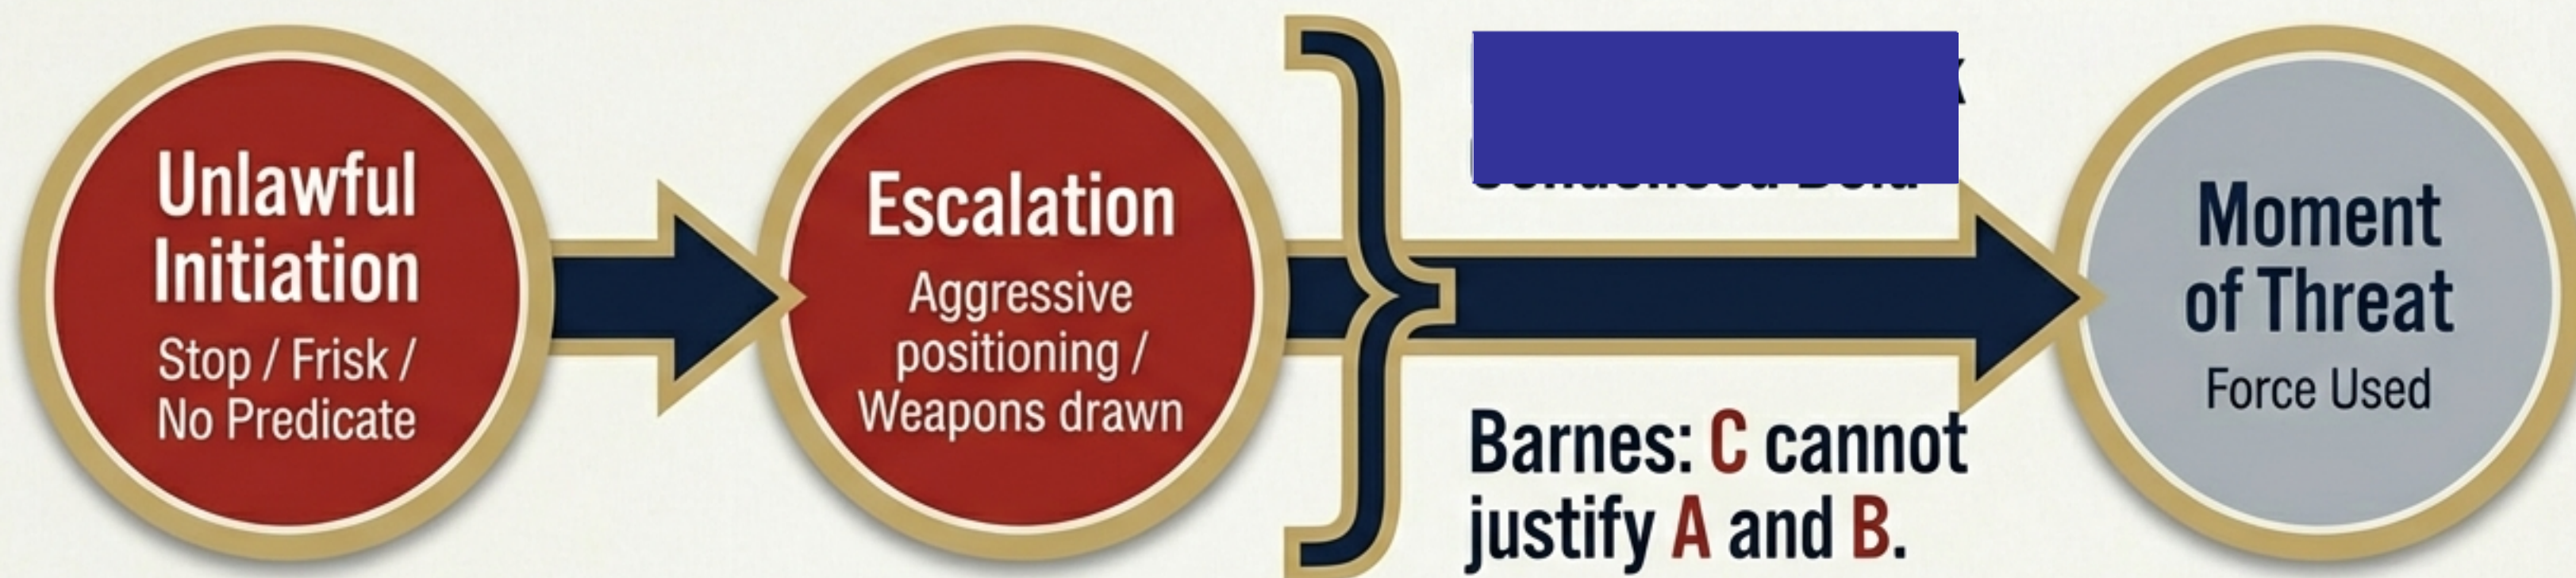 Unlawful
Initiation
Stop / Frisk /
No Predicate
Escalation
Aggressive
positioning /
Weapons drawn
Barnes: C cannot
justify A and B.
Moment
of Threat
Force Used